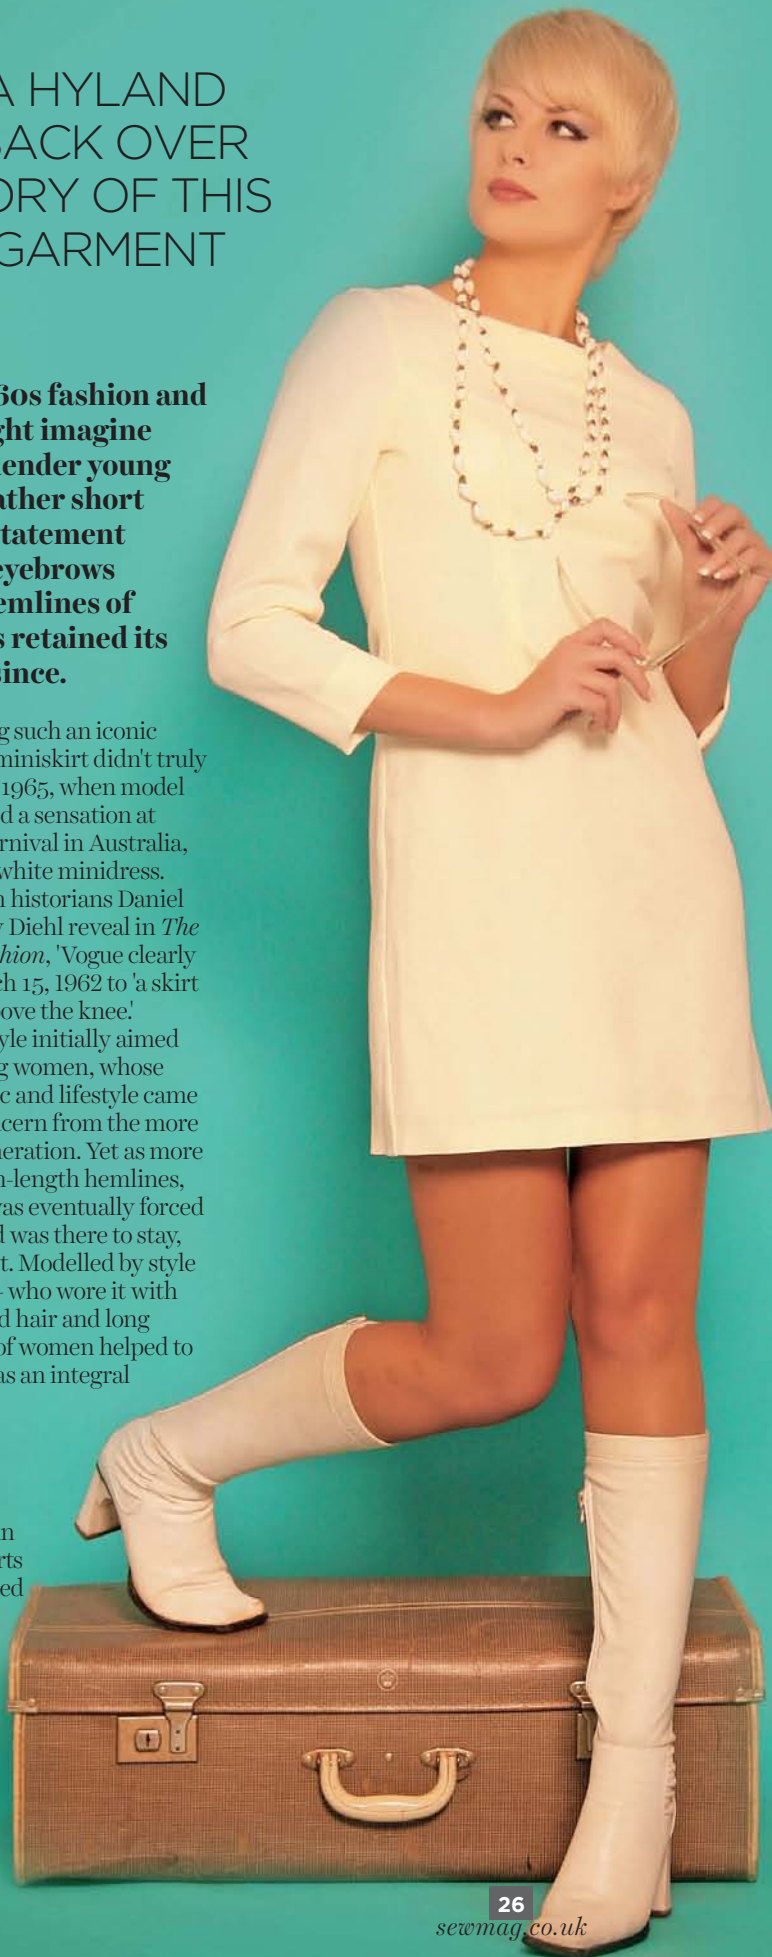 A HYLAND
BACK OVER
ORY OF THIS
GARMENT
60s fashion and
ght imagine
lender young
ather short
tatement
eyebrows
emlines of
s retained its
since.
g such an iconic
miniskirt didn't truly
1965, when model
d a sensation at
rnival in Australia,
white minidress.
n historians Daniel
y Diehl reveal in The
hion, 'Vogue clearly
ch 15, 1962 to 'a skirt
ove the knee.'
yle initially aimed
g women, whose
c and lifestyle came
cern from the more
neration. Yet as more
h-length hemlines,
was eventually forced
d was there to stay,
t. Modelled by style
- who wore it with
d hair and long
of women helped to
as an integral
in
rts
ed
26
sewmag.co.uk